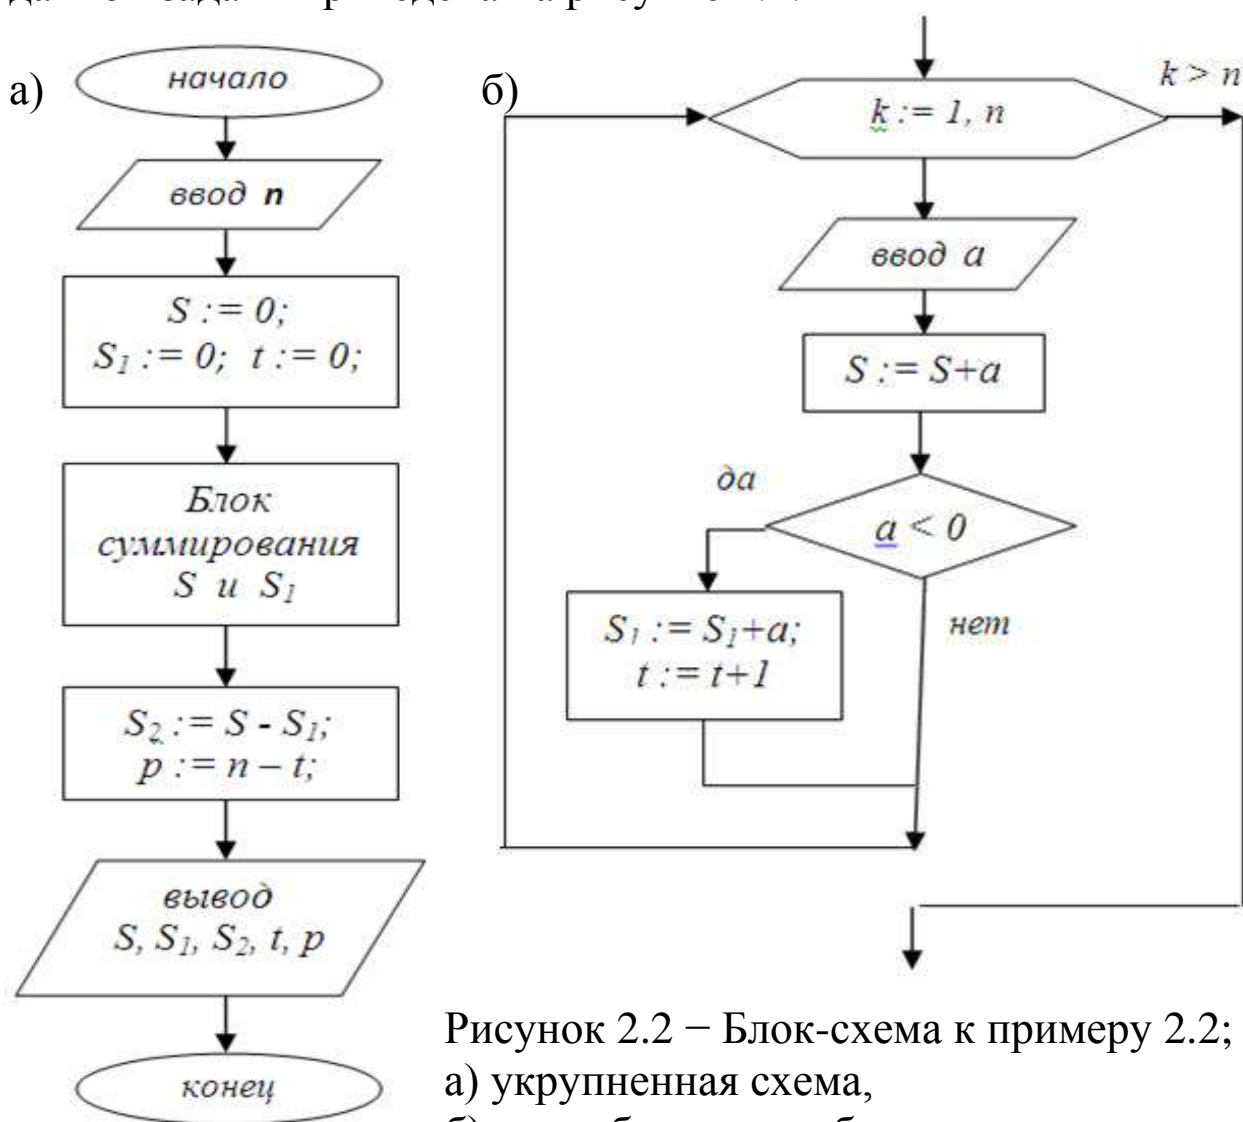 а)
начало
ввод n
S := 0;
S1 := 0; t := 0;
Блок
суммирования
S и S1
S2 := S - S1;
p := n – t;
вывод
S, S1, S2, t, p
конец
б)
k := 1, n
k > n
ввод a
S := S+a
a < 0
да
нет
S1 := S1+a;
t := t+1
Рисунок 2.2 − Блок-схема к примеру 2.2;
а) укрупненная схема,